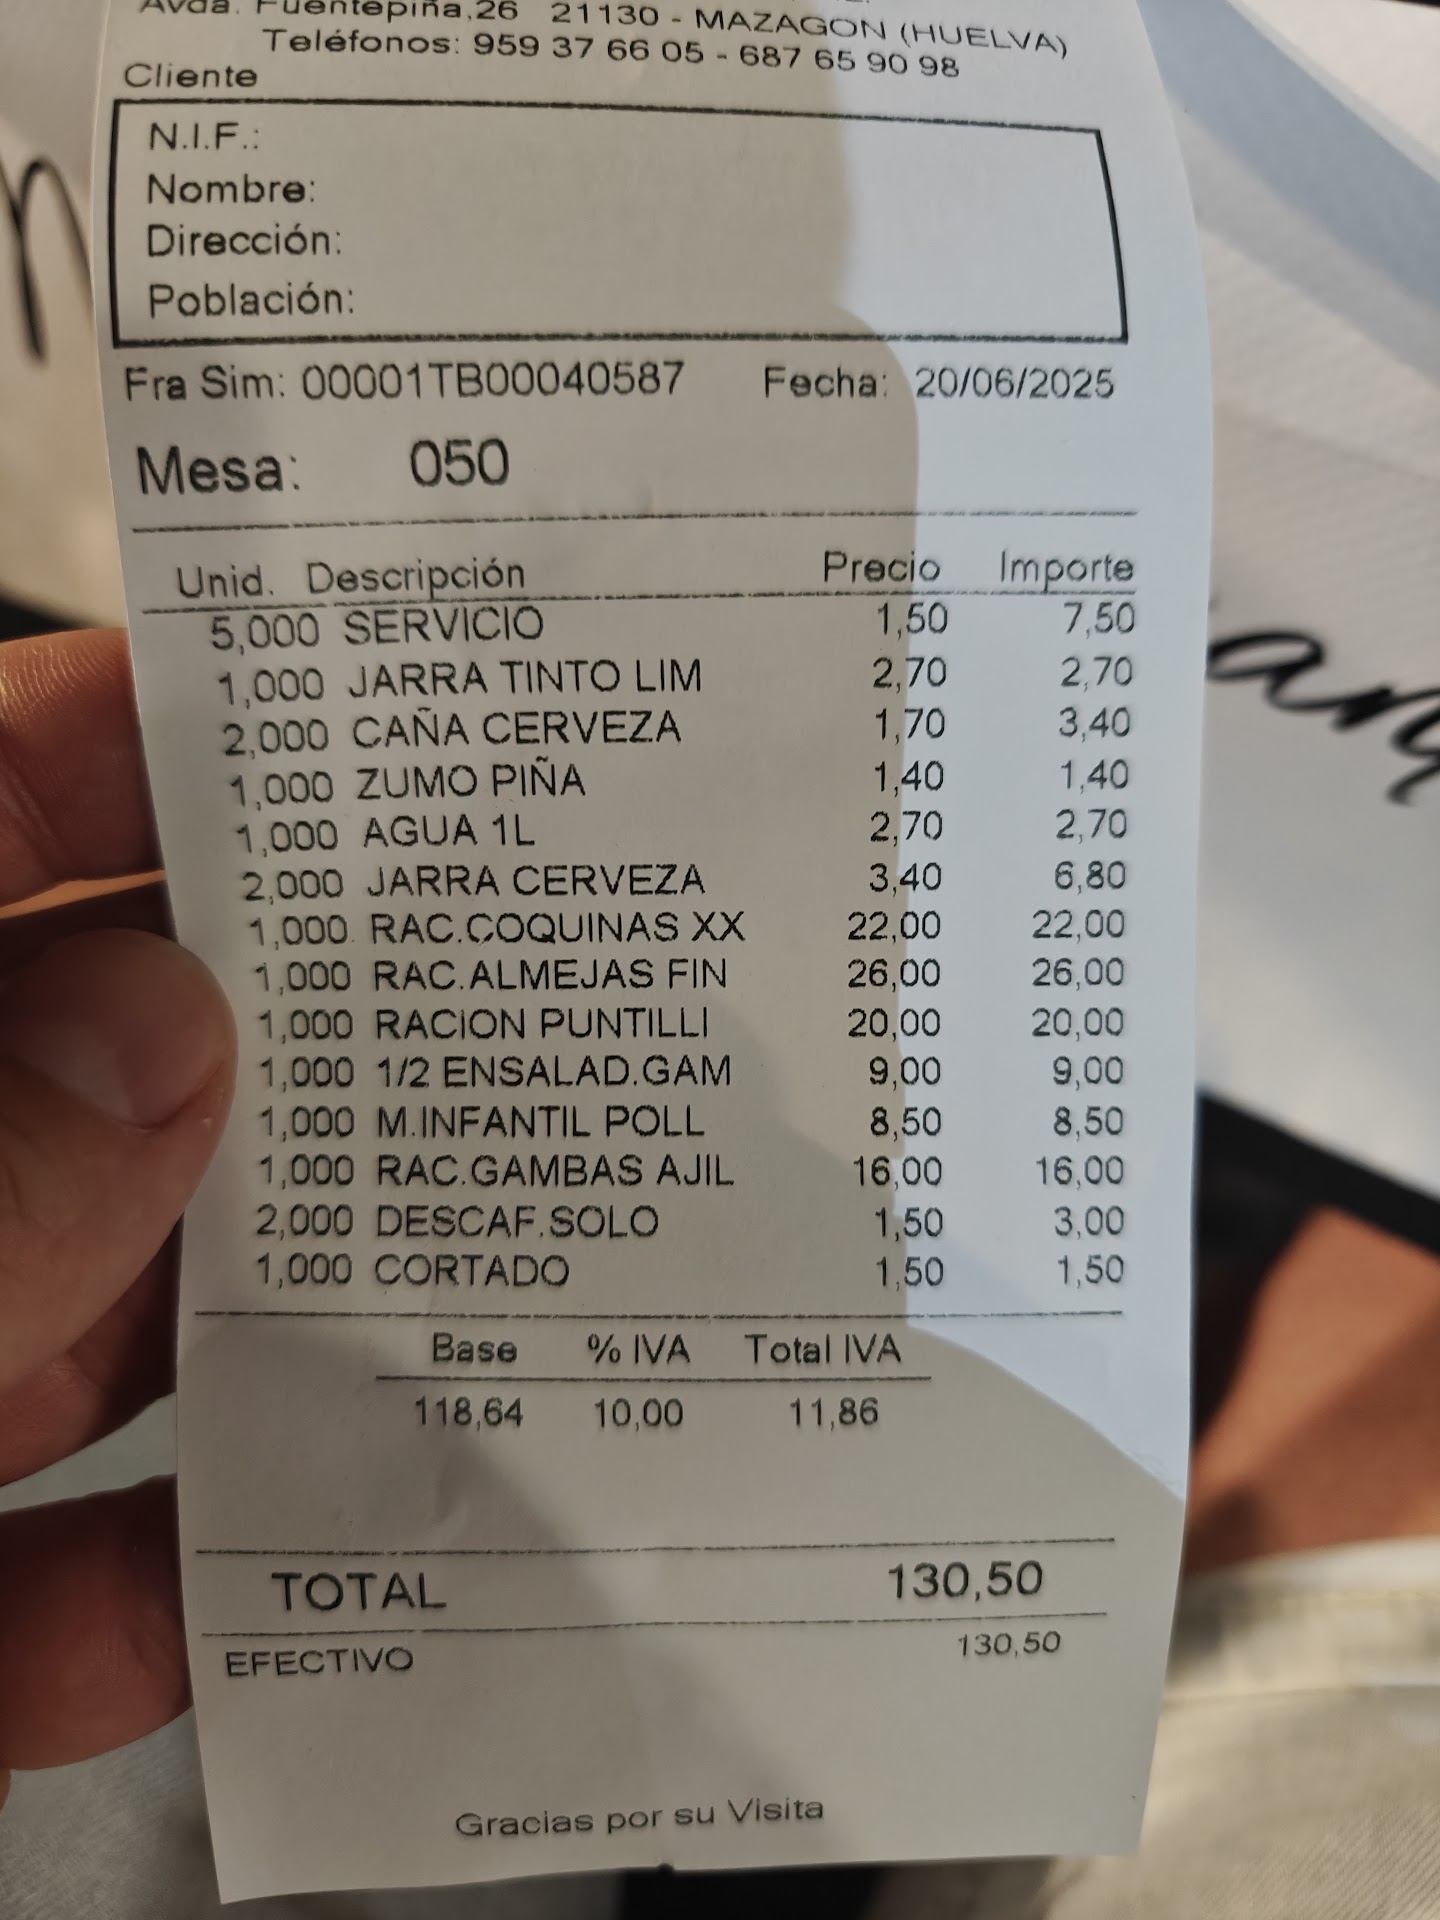 Avda. Fuentepiña,26 21130 - MAZAGON (HUELVA)
Teléfonos: 959 37 66 05 - 687 65 90 98
Cliente
N.I.F.:
Nombre:
Dirección:
Población:
Fra Sim: 00001TB00040587 Fecha: 20/06/2025
Mesa: 050
Unid. Descripción Precio Importe
5,000 SERVICIO 1,50 7,50
1,000 JARRA TINTO LIM 2,70 2,70
2,000 CAÑA CERVEZA 1,70 3,40
1,000 ZUMO PIÑA 1,40 1,40
1,000 AGUA 1L 2,70 2,70
2,000 JARRA CERVEZA 3,40 6,80
1,000 RAC.COQUINAS XX 22,00 22,00
1,000 RAC.ALMEJAS FIN 26,00 26,00
1,000 RACION PUNTILLI 20,00 20,00
1,000 1/2 ENSALAD.GAM 9,00 9,00
1,000 M.INFANTIL POLL 8,50 8,50
1,000 RAC.GAMBAS AJIL 16,00 16,00
2,000 DESCAF.SOLO 1,50 3,00
1,000 CORTADO 1,50 1,50
Base % IVA Total IVA
118,64 10,00 11,86
TOTAL 130,50
EFECTIVO 130,50
Gracias por su Visita